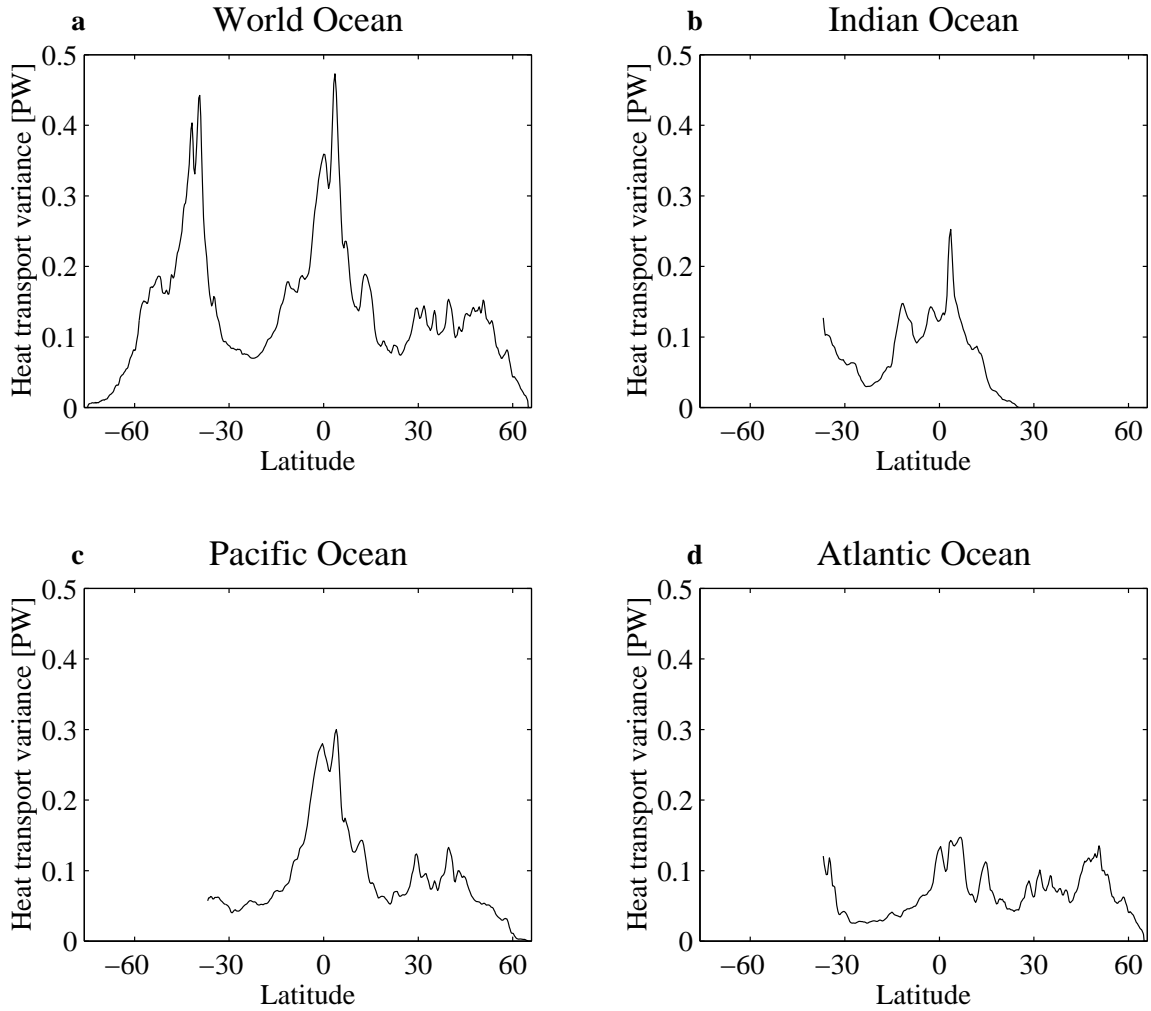 a World Ocean
Heat transport variance [PW]
0.5
0.4
0.3
0.2
0.1
0
−60 −30 0 30 60
Latitude
b Indian Ocean
Heat transport variance [PW]
0.5
0.4
0.3
0.2
0.1
0
−60 −30 0 30 60
Latitude
c Pacific Ocean
Heat transport variance [PW]
0.5
0.4
0.3
0.2
0.1
0
−60 −30 0 30 60
Latitude
d Atlantic Ocean
Heat transport variance [PW]
0.5
0.4
0.3
0.2
0.1
0
−60 −30 0 30 60
Latitude